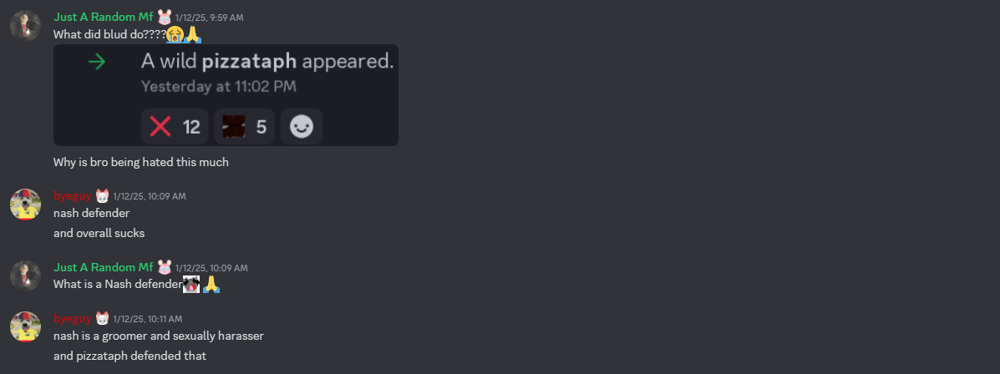 Just A Random Mf 1/12/25, 9:59 AM
What did blud do????😭🙏
A wild pizzataph appeared.
Yesterday at 11:02 PM
❌ 12 5
Why is bro being hated this much
byeguy 1/12/25, 10:09 AM
nash defender
and overall sucks
Just A Random Mf 1/12/25, 10:09 AM
What is a Nash defender🙏
byeguy 1/12/25, 10:11 AM
nash is a groomer and sexually harasser
and pizzataph defended that